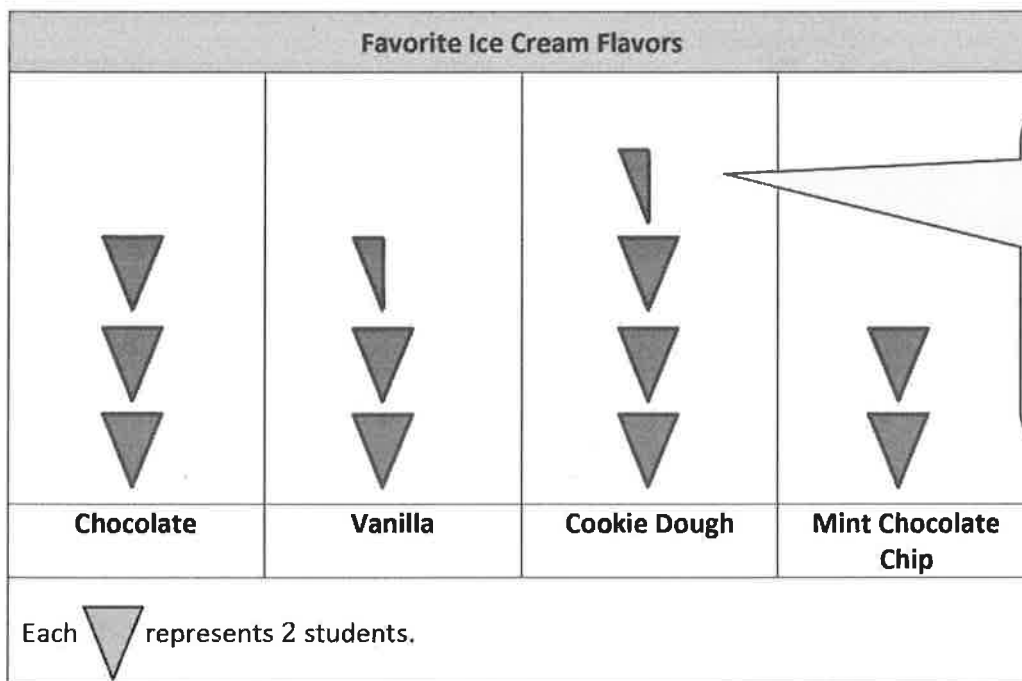 Favorite Ice Cream Flavors
Chocolate
Vanilla
Cookie Dough
Mint Chocolate
Chip
Each represents 2 students.